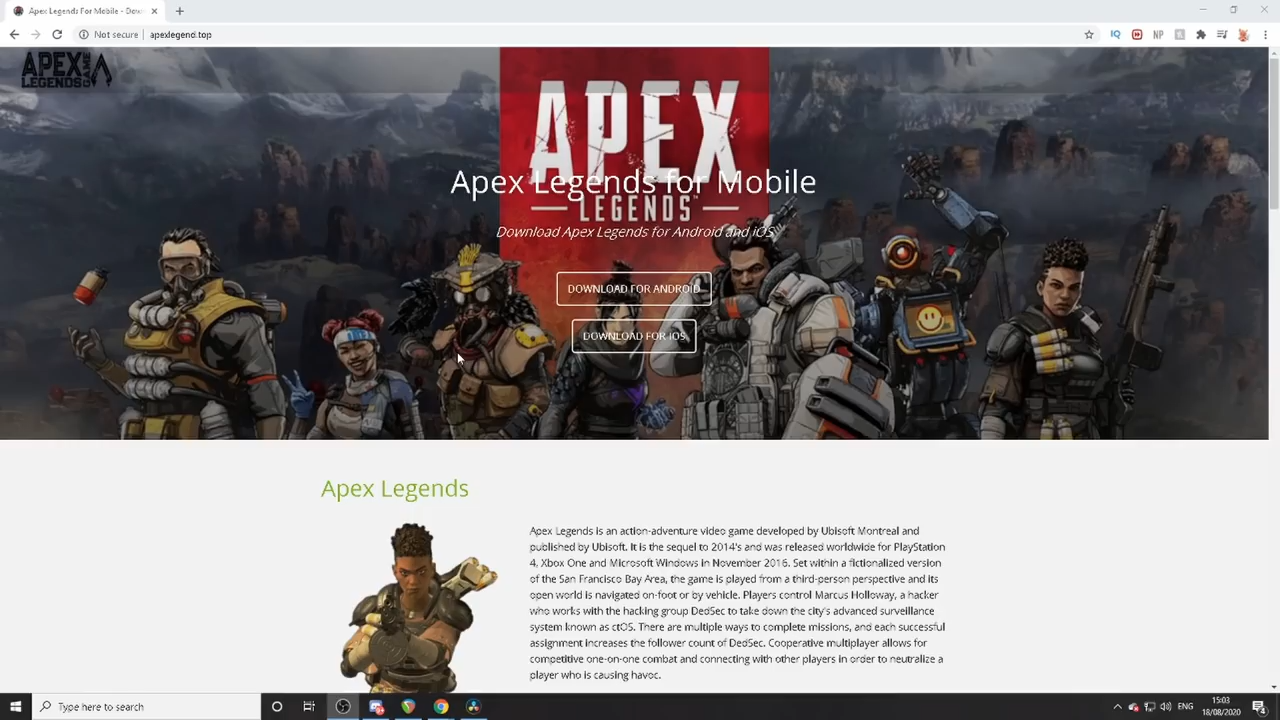 Apex Legends For Mobile - Dow
Not secure
apexlegend.top
IQ
NP
APEX
LEGENDS
GAME
APEX
Apex Legends for Mobile
LEGENDS™
Download Apex Legends for Android and iOS
DOWNLOAD FOR ANDROID
DOWNLOAD FOR IOS
Apex Legends
Apex Legends is an action-adventure video game developed by Ubisoft Montreal and
published by Ubisoft. It is the sequel to 2014's and was released worldwide for PlayStation
4, Xbox One and Microsoft Windows in November 2016. Set within a fictionalized version
of the San Francisco Bay Area, the game is played from a third-person perspective and its
open world is navigated on-foot or by vehicle. Players control Marcus Holloway, a hacker
who works with the hacking group DedSec to take down the city's advanced surveillance
system known as ctOS. There are multiple ways to complete missions, and each successful
assignment increases the follower count of DedSec. Cooperative multiplayer allows for
competitive one-on-one combat and connecting with other players in order to neutralize a
player who is causing havoc.
Type here to search
ENG
15:03
18/08/2020
4